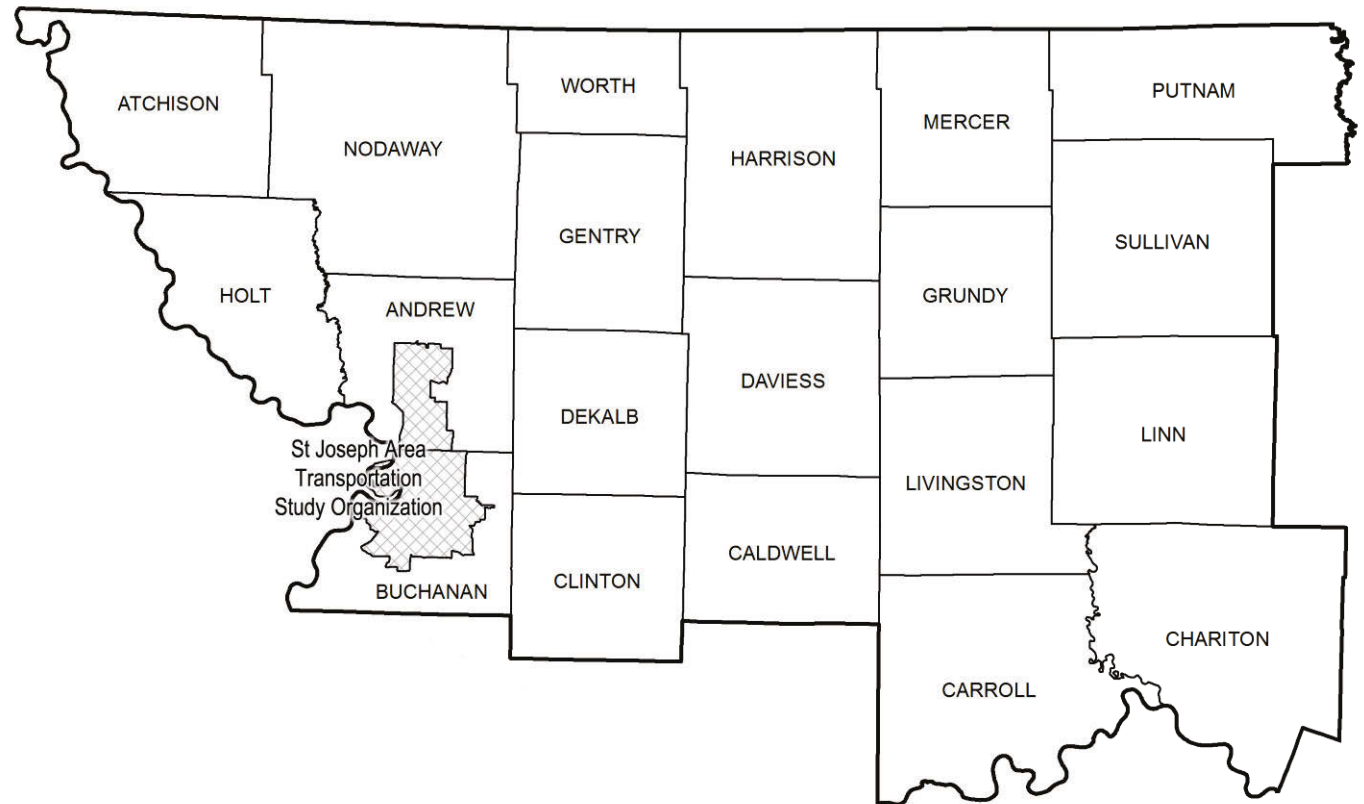 WORTH
PUTNAM
ATCHISON
MERCER
NODAWAY
HARRISON
GENTRY
SULLIVAN
HOLT
GRUNDY
ANDREW
DAVIESS
DEKALB
LINN
St Joseph Area
Transportation
Study Organization
LIVINGSTON
CALDWELL
CLINTON
BUCHANAN
CHARITON
CARROLL